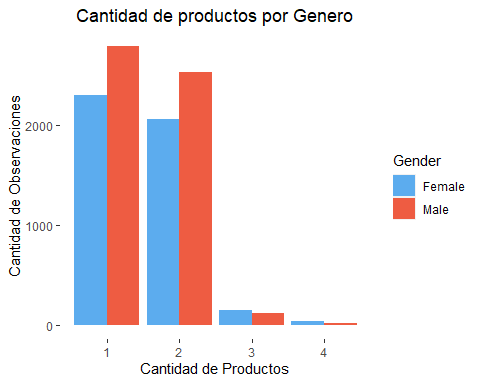 Cantidad de productos por Genero
Cantidad de Observaciones
2000
1000
0
1 2 3 4
Cantidad de Productos
Gender
Female
Male